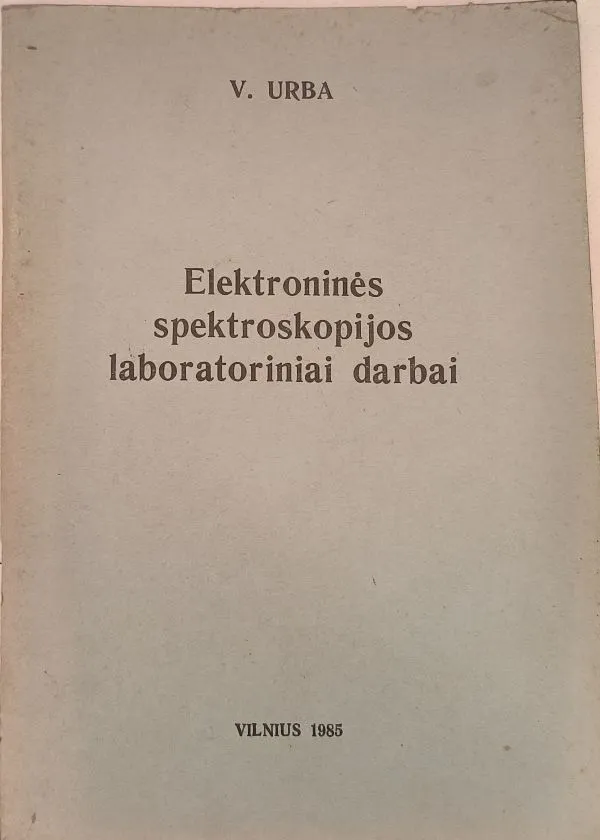 V. URBA
Elektroninės
spektroskopijos
laboratoriniai darbai
VILNIUS 1985